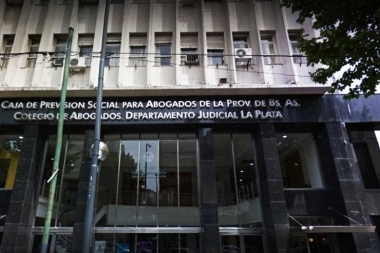 Caja de Prevision Social para Abogados de la Prov. de Bs. As.
Colegio de Abogados. Departamento Judicial La Plata